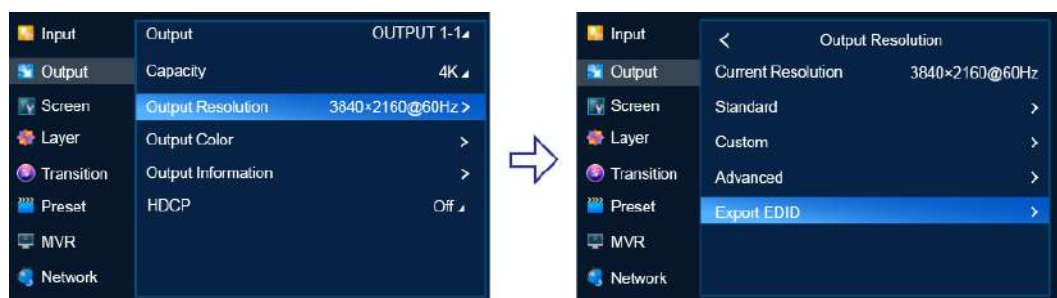 Input
Output
Screen
Layer
Transition
Preset
MVR
Network
Output OUTPUT 1-1
Capacity 4K
Output Resolution 3840×2160@60Hz >
Output Color >
Output Information >
HDCP Off
Input
Output
Screen
Layer
Transition
Preset
MVR
Network
< Output Resolution
Current Resolution 3840×2160@60Hz
Standard >
Custom >
Advanced >
Export EDID >